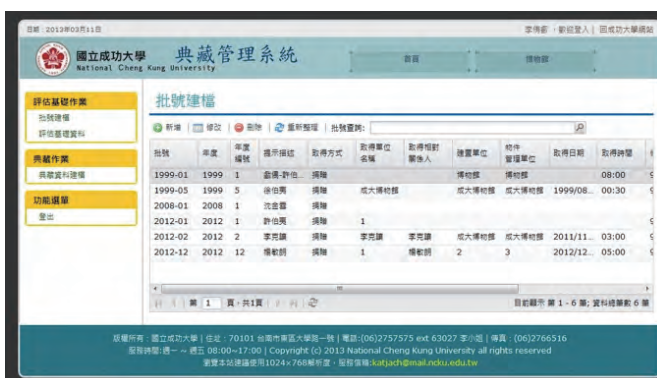 日期：2013年03月11日
歡迎登入｜ 回成功大學網站
國立成功大學
National Cheng Kung University
典藏管理系統
首頁 博物館
評估基礎作業
批號建檔
評估基礎資料
典藏作業
典藏資料建檔
功能選單
登出
批號建檔
新增 修改 刪除 重新整理 批號查詢:
批號 年度 年度編號 提示描述 取得方式 取得單位名稱 取得相對關係人 建置單位 物件管理單位 取得日期 取得時間
1999-01 1999 1 捐贈 博物館 博物館 08:00 9
1999-05 1999 5 徐伯夷 捐贈 成大博物館 成大博物館 成大博物館 1999/08... 00:30 9
2008-01 2008 1 捐贈
2012-01 2012 1 許伯夷 捐贈 1 9
2012-02 2012 2 李克讓 捐贈 李克讓 李克讓 成大博物館 成大博物館 2011/11... 03:00 9
2012-12 2012 12 楊敏朗 捐贈 1 楊敏朗 2 3 2012/12... 05:00 9
第 1 頁，共1頁
目前顯示 第 1 - 6 筆; 資料總筆數 6 筆
版權所有：國立成功大學｜住址：70101 台南市東區大學路一號｜電話:(06)2757575 ext 63027 李小姐｜傳真：(06)2766516
服務時間:週一 ~ 週五 08:00~17:00 | Copyright (c) 2013 National Cheng Kung University all rights reserved
瀏覽本站建議使用1024×768解析度，服務信箱:katjach@mail.ncku.edu.tw